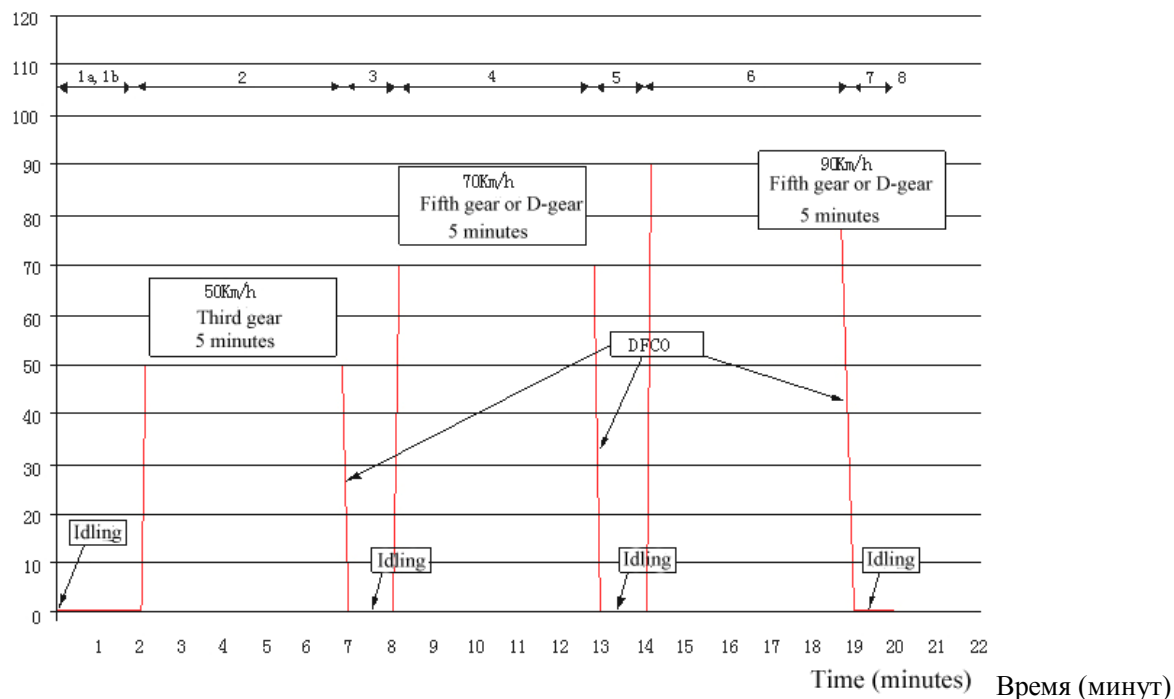 120
110
100
90
80
70
60
50
40
30
20
10
0
1a, 1b
2
3
4
5
6
7
8
50Km/h
Third gear
5 minutes
70Km/h
Fifth gear or D-gear
5 minutes
90Km/h
Fifth gear or D-gear
5 minutes
DFCO
Idling
Idling
Idling
Idling
1 2 3 4 5 6 7 8 9 10 11 12 13 14 15 16 17 18 19 20 21 22
Time (minutes) Время (минут)